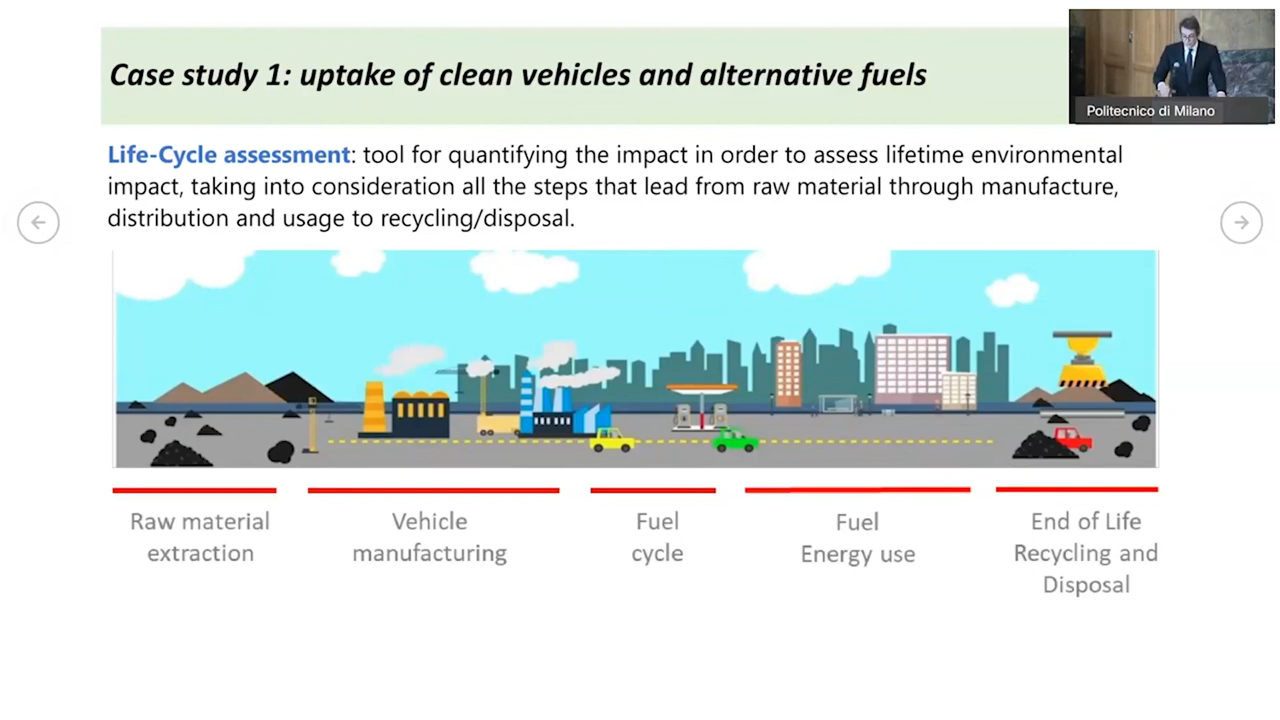 Case study 1: uptake of clean vehicles and alternative fuels
Politecnico di Milano
Life-Cycle assessment: tool for quantifying the impact in order to assess lifetime environmental
impact, taking into consideration all the steps that lead from raw material through manufacture,
distribution and usage to recycling/disposal.
Raw material
extraction
Vehicle
manufacturing
Fuel
cycle
Fuel
Energy use
End of Life
Recycling and
Disposal